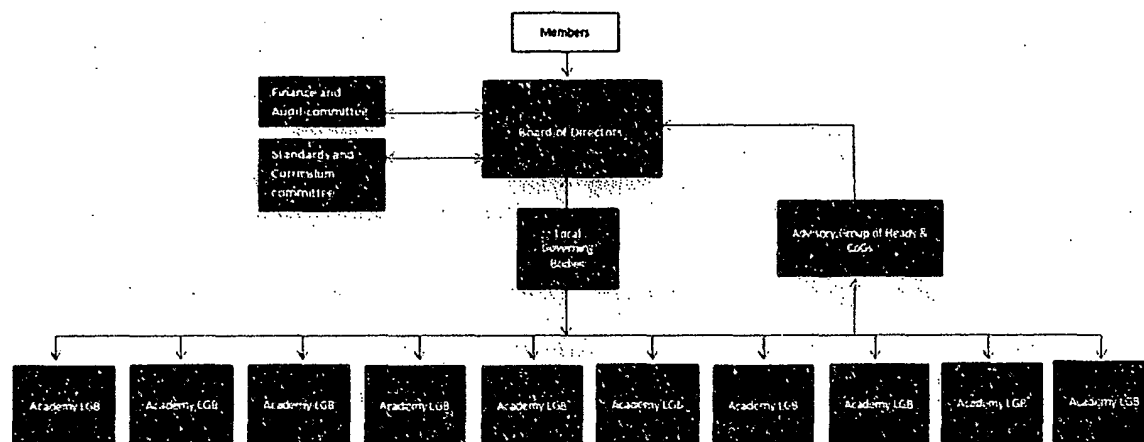 Members
Finance and
Audit committee
Board of Directors
Standards and
Curriculum
committee
Local
Governing
Bodies
Advisory Group of Heads &
CoGs
Academy LGB
Academy LGB
Academy LGB
Academy LGB
Academy LGB
Academy LGB
Academy LGB
Academy LGB
Academy LGB
Academy LGB